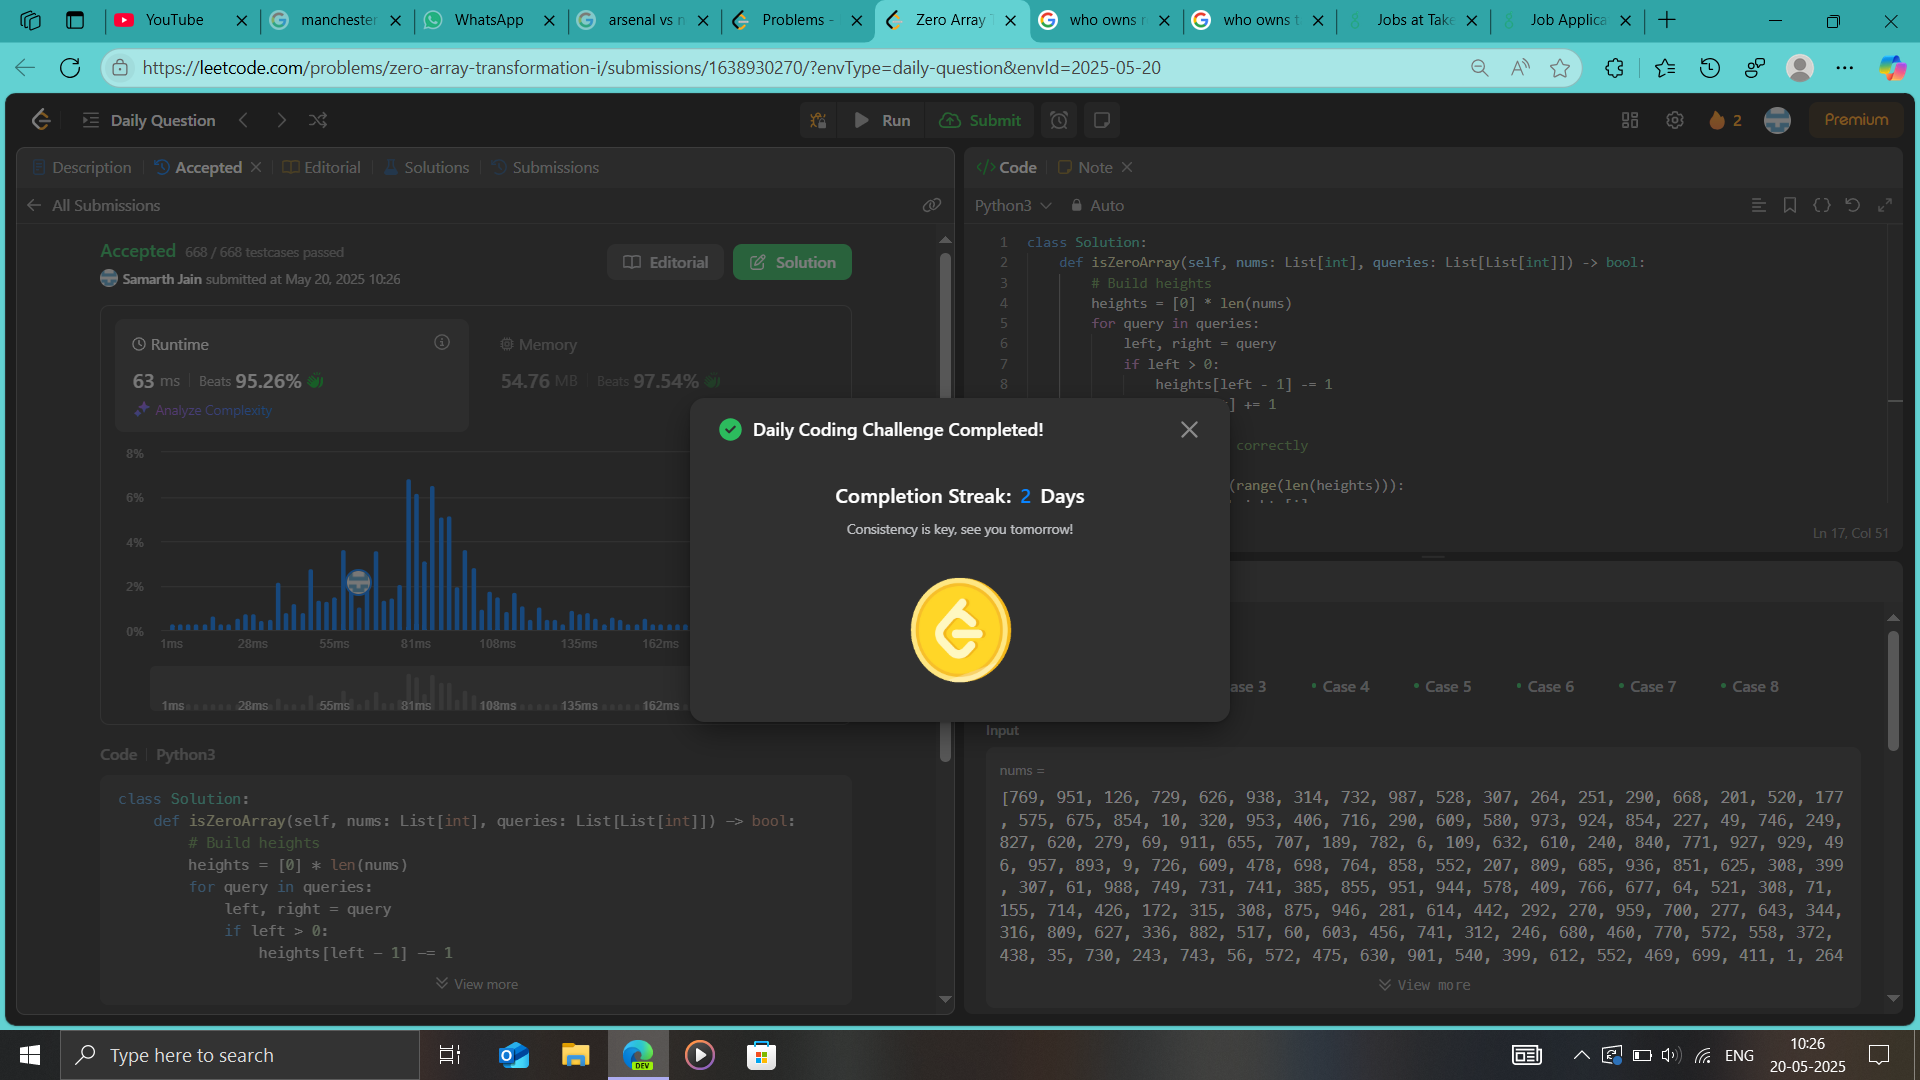 YouTube
manchester
WhatsApp
arsenal vs n
Problems -
Zero Array T
who owns r
who owns t
Jobs at Take
Job Applica
https://leetcode.com/problems/zero-array-transformation-i/submissions/1638930270/?envType=daily-question&envId=2025-05-20
Daily Question
Run
Submit
2
Premium
Description
Accepted
Editorial
Solutions
Submissions
All Submissions
Accepted 668 / 668 testcases passed
Samarth Jain submitted at May 20, 2025 10:26
Editorial
Solution
Runtime
63 ms Beats 95.26%
Analyze Complexity
Memory
54.76 MB Beats 97.54%
8%
6%
4%
2%
0%
1ms 28ms 55ms 81ms 108ms 135ms 162ms
1ms 28ms 55ms 81ms 108ms 135ms 162ms
Code Python3
class Solution:
def isZeroArray(self, nums: List[int], queries: List[List[int]]) -> bool:
# Build heights
heights = [0] * len(nums)
for query in queries:
left, right = query
if left > 0:
heights[left - 1] -= 1
View more
Daily Coding Challenge Completed!
Completion Streak: 2 Days
Consistency is key, see you tomorrow!
Code
Note
Python3
Auto
1 class Solution:
2 def isZeroArray(self, nums: List[int], queries: List[List[int]]) -> bool:
3 # Build heights
4 heights = [0] * len(nums)
5 for query in queries:
6 left, right = query
7 if left > 0:
8 heights[left - 1] -= 1
] += 1
correctly
(range(len(heights))):
Ln 17, Col 51
ase 3
Case 4
Case 5
Case 6
Case 7
Case 8
Input
nums =
[769, 951, 126, 729, 626, 938, 314, 732, 987, 528, 307, 264, 251, 290, 668, 201, 520, 177
, 575, 675, 854, 10, 320, 953, 406, 716, 290, 609, 580, 973, 924, 854, 227, 49, 746, 249,
827, 620, 279, 69, 911, 655, 707, 189, 782, 6, 109, 632, 610, 240, 840, 771, 927, 929, 49
6, 957, 893, 9, 726, 609, 478, 698, 764, 858, 552, 207, 809, 685, 936, 851, 625, 308, 399
, 307, 61, 988, 749, 731, 741, 385, 855, 951, 944, 578, 409, 766, 677, 64, 521, 308, 71,
155, 714, 426, 172, 315, 308, 875, 946, 281, 614, 442, 292, 270, 959, 700, 277, 643, 344,
316, 809, 627, 336, 882, 517, 60, 603, 456, 741, 312, 246, 680, 460, 770, 572, 558, 372,
438, 35, 730, 243, 743, 56, 572, 475, 630, 901, 540, 399, 612, 552, 469, 699, 411, 1, 264
View more
Type here to search
DEV
ENG
10:26
20-05-2025